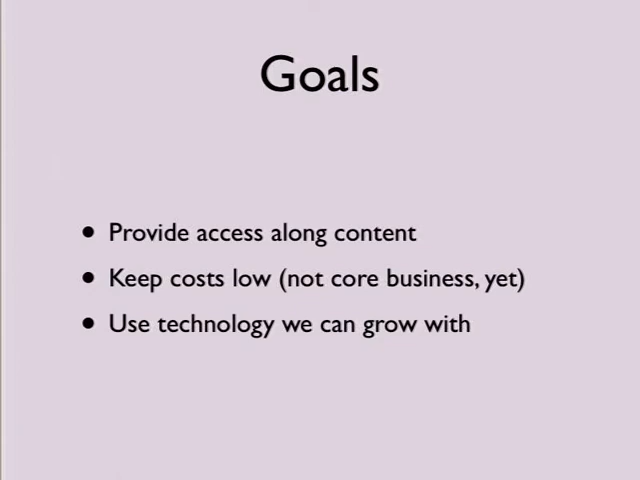 Goals
• Provide access along content
• Keep costs low (not core business, yet)
• Use technology we can grow with